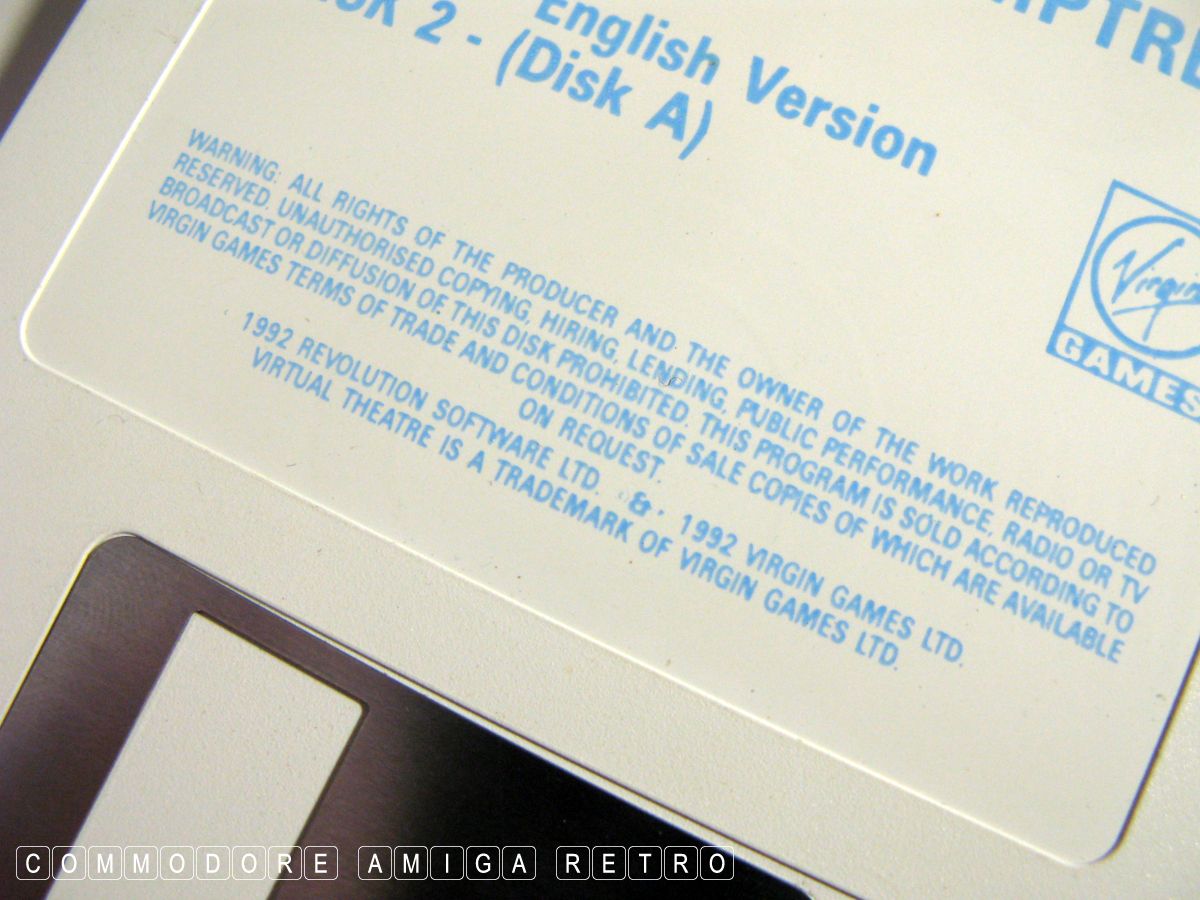 English Version
2 - (Disk A)
WARNING: ALL RIGHTS OF THE PRODUCER AND THE OWNER OF THE WORK REPRODUCED
RESERVED. UNAUTHORISED COPYING, HIRING, LENDING, PUBLIC PERFORMANCE, RADIO OR TV
BROADCAST OR DIFFUSION OF THIS DISK PROHIBITED. THIS PROGRAM IS SOLD ACCORDING TO
VIRGIN GAMES TERMS OF TRADE AND CONDITIONS OF SALE COPIES OF WHICH ARE AVAILABLE
ON REQUEST.
1992 REVOLUTION SOFTWARE LTD. & 1992 VIRGIN GAMES LTD.
VIRTUAL THEATRE IS A TRADEMARK OF VIRGIN GAMES LTD.
Virgin
GAMES
COMMODORE AMIGA RETRO